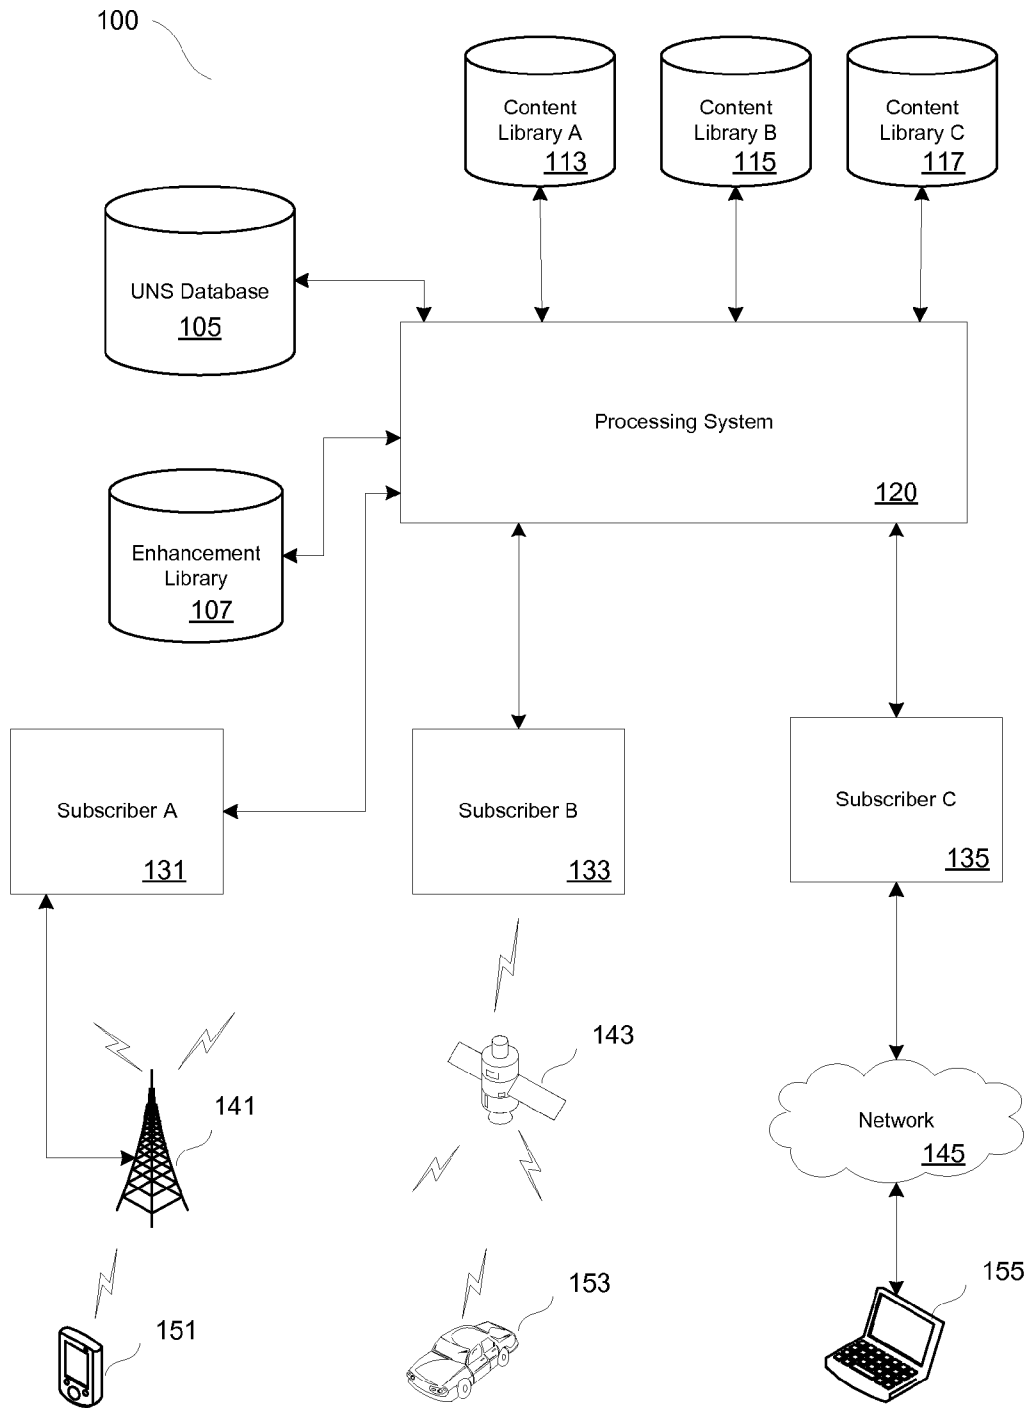 100
Content
Library A
113
Content
Library B
115
Content
Library C
117
UNS Database
105
Processing System
120
Enhancement
Library
107
Subscriber A
131
Subscriber B
133
Subscriber C
135
143
141
Network
145
151
153
155